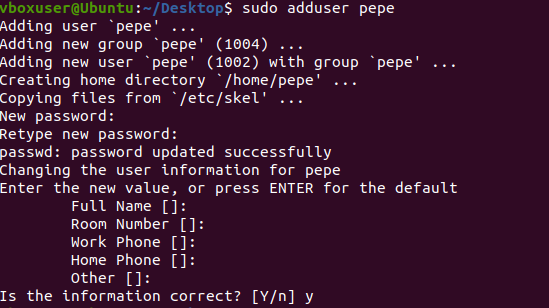 vboxuser@Ubuntu:~/Desktop$ sudo adduser pepe
Adding user `pepe' ...
Adding new group `pepe' (1004) ...
Adding new user `pepe' (1002) with group `pepe' ...
Creating home directory `/home/pepe' ...
Copying files from `/etc/skel' ...
New password:
Retype new password:
passwd: password updated successfully
Changing the user information for pepe
Enter the new value, or press ENTER for the default
Full Name []:
Room Number []:
Work Phone []:
Home Phone []:
Other []:
Is the information correct? [Y/n] y